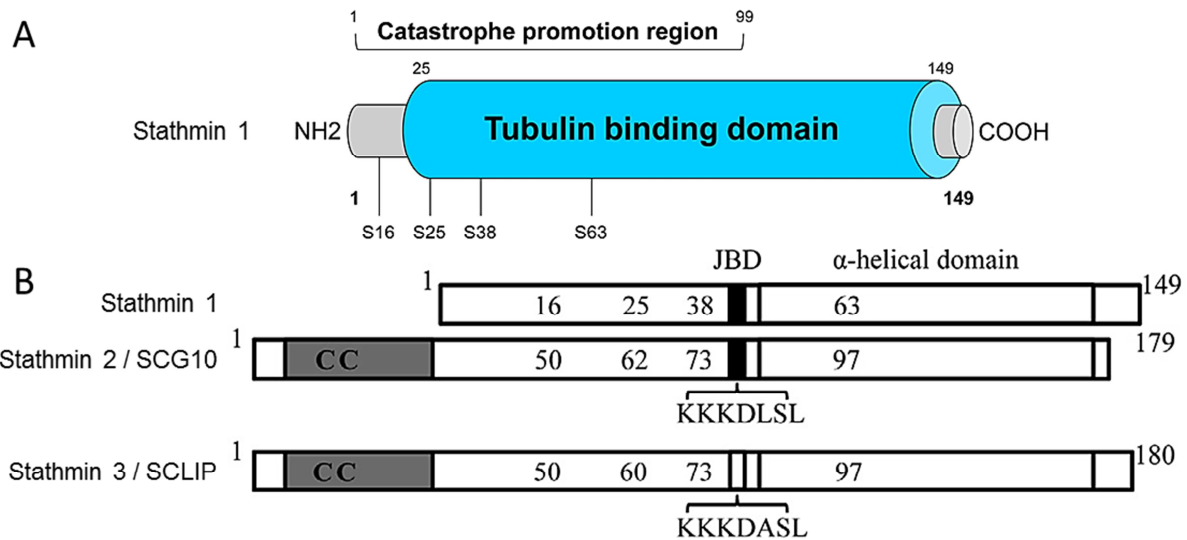 A
1 99
Catastrophe promotion region
25 149
Stathmin 1 NH2 Tubulin binding domain COOH
1 149
S16 S25 S38 S63
B
JBD α-helical domain
Stathmin 1 1 16 25 38 63 149
Stathmin 2 / SCG10 1 CC 50 62 73 97 179
KKKDLSL
Stathmin 3 / SCLIP 1 CC 50 60 73 97 180
KKKDASL